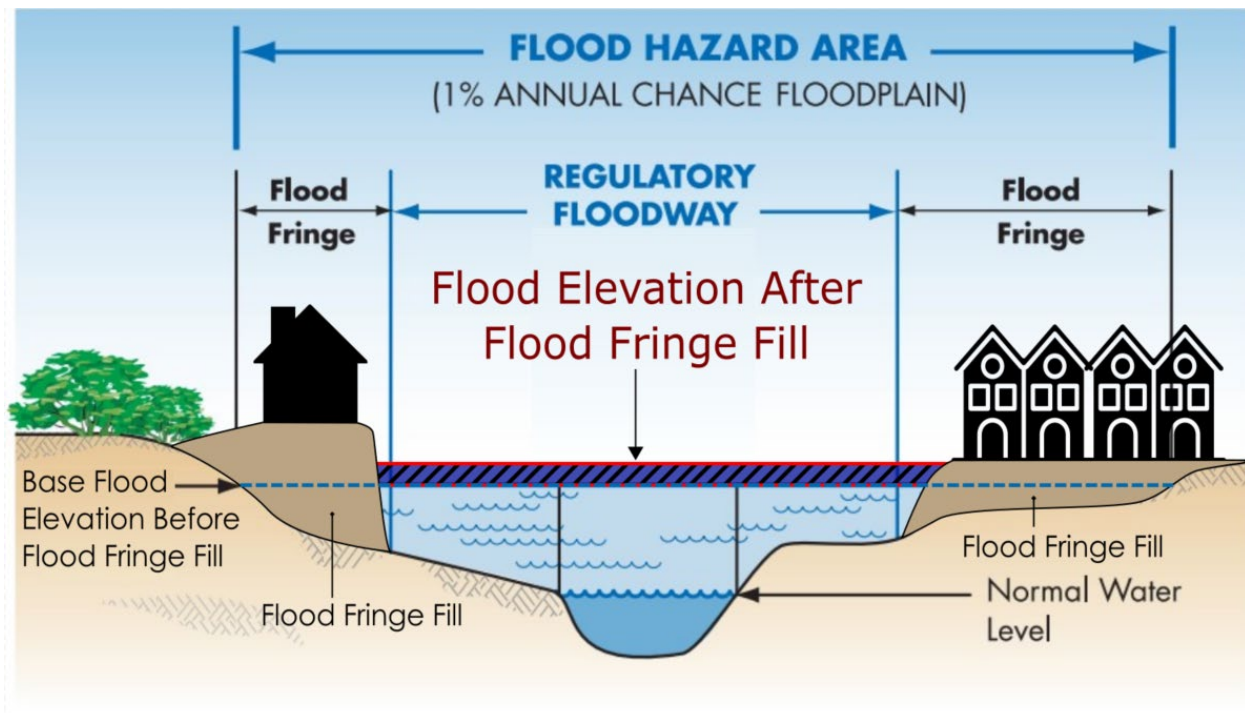 FLOOD HAZARD AREA
(1% ANNUAL CHANCE FLOODPLAIN)
Flood
Fringe
REGULATORY
FLOODWAY
Flood
Fringe
Flood Elevation After
Flood Fringe Fill
Base Flood
Elevation Before
Flood Fringe Fill
Flood Fringe Fill
Flood Fringe Fill
Normal Water
Level